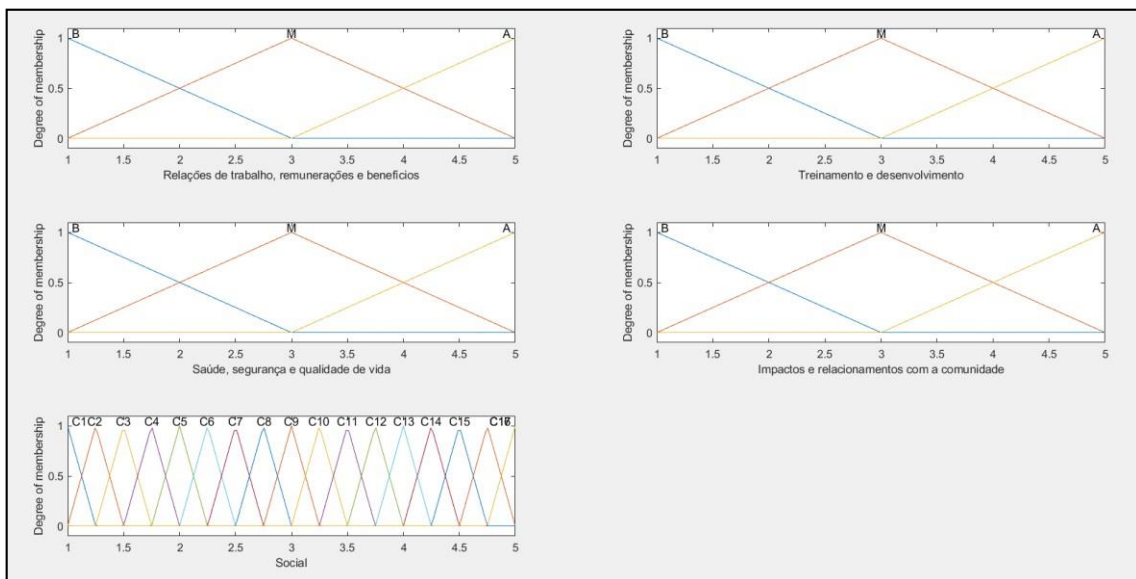 B M A
1
0.5
0
Degree of membership
1 1.5 2 2.5 3 3.5 4 4.5 5
Relações de trabalho, remunerações e benefícios
B M A
1
0.5
0
Degree of membership
1 1.5 2 2.5 3 3.5 4 4.5 5
Treinamento e desenvolvimento
B M A
1
0.5
0
Degree of membership
1 1.5 2 2.5 3 3.5 4 4.5 5
Saúde, segurança e qualidade de vida
B M A
1
0.5
0
Degree of membership
1 1.5 2 2.5 3 3.5 4 4.5 5
Impactos e relacionamentos com a comunidade
C1 C2 C3 C4 C5 C6 C7 C8 C9 C10 C11 C12 C13 C14 C15
1
0.5
0
Degree of membership
1 1.5 2 2.5 3 3.5 4 4.5 5
Social